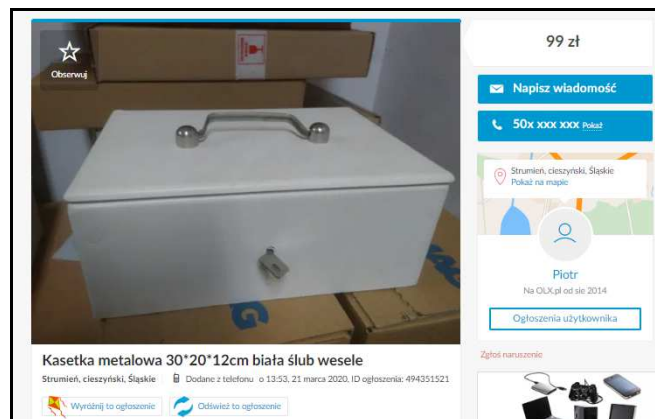 Obserwuj
99 zł
Napisz wiadomość
50x xxx xxx Pokaż
Strumień, cieszyński, Śląskie
Pokaż na mapie
Piotr
Na OLX.pl od sie 2014
Ogłoszenia użytkownika
Zgłoś naruszenie
Kasetka metalowa 30*20*12cm biała ślub wesele
Strumień, cieszyński, Śląskie Dodane z telefonu o 13:53, 21 marca 2020, ID ogłoszenia: 494351521
Wyróżnij to ogłoszenie
Odśwież to ogłoszenie